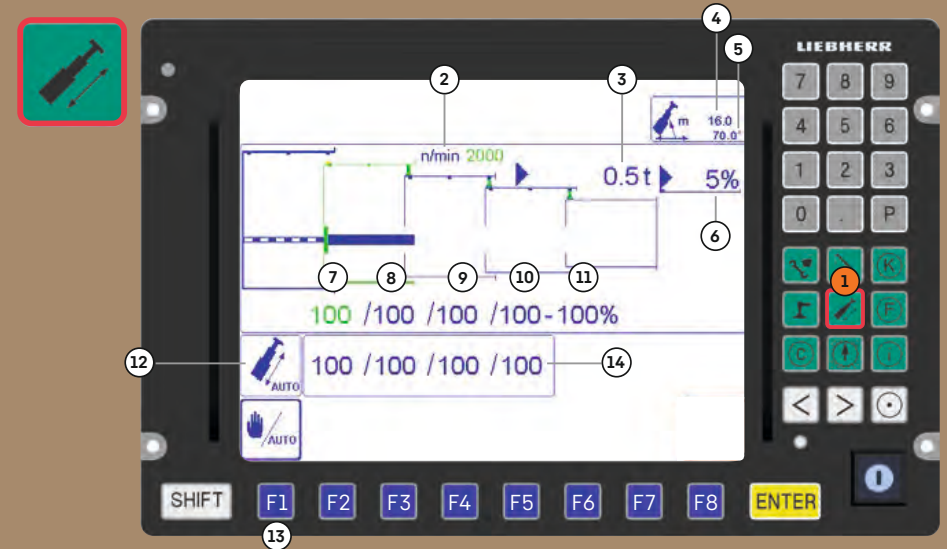 4
5
LIEBHERR
2
3
7 8 9
m 16.0
70.0°
4 5 6
n/min 2000
0.5 t 5%
1 2 3
6
0 . P
7 8 9 10 11
K
1
F
100 /100 /100 /100-100%
12
AUTO
100 /100 /100 /100
14
C i
< >
/AUTO
SHIFT F1 F2 F3 F4 F5 F6 F7 F8 ENTER
13